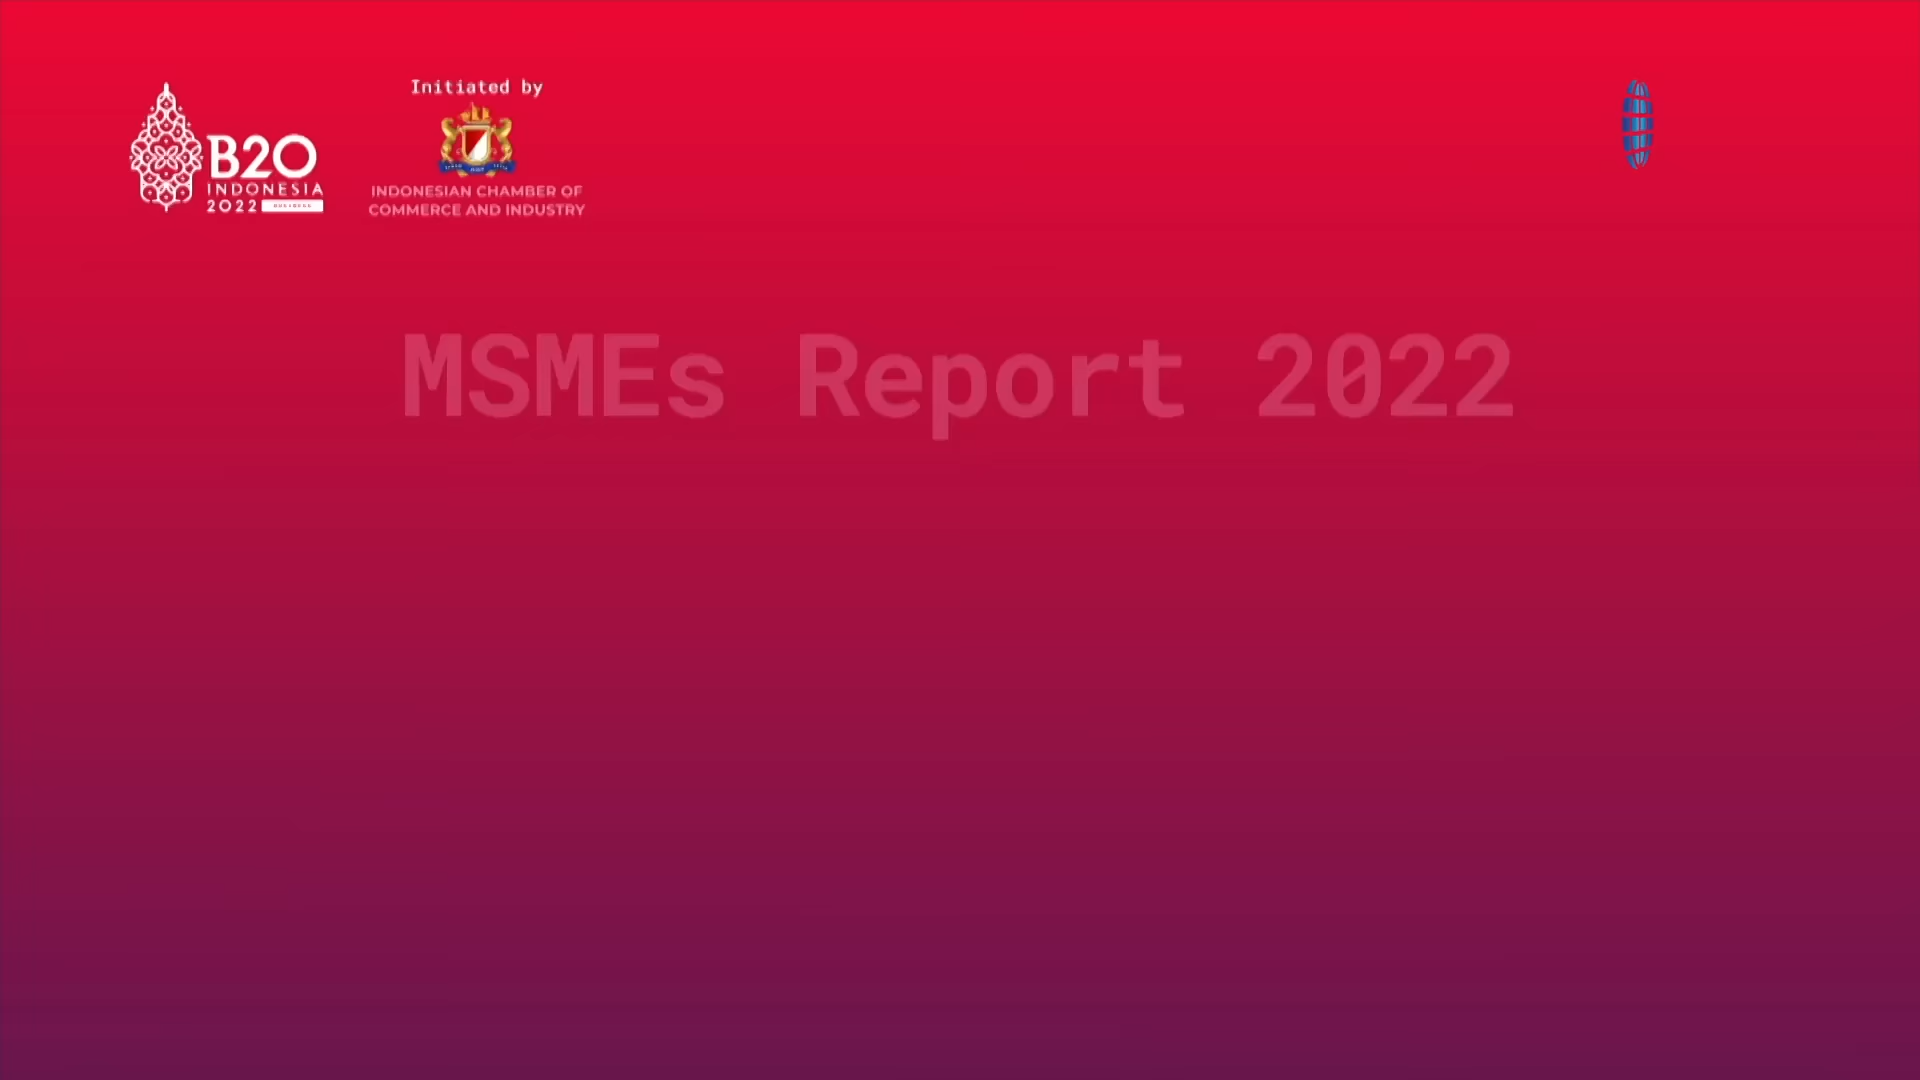 Initiated by
B20
INDONESIA
2022
INDONESIAN CHAMBER OF
COMMERCE AND INDUSTRY
MSMEs Report 2022